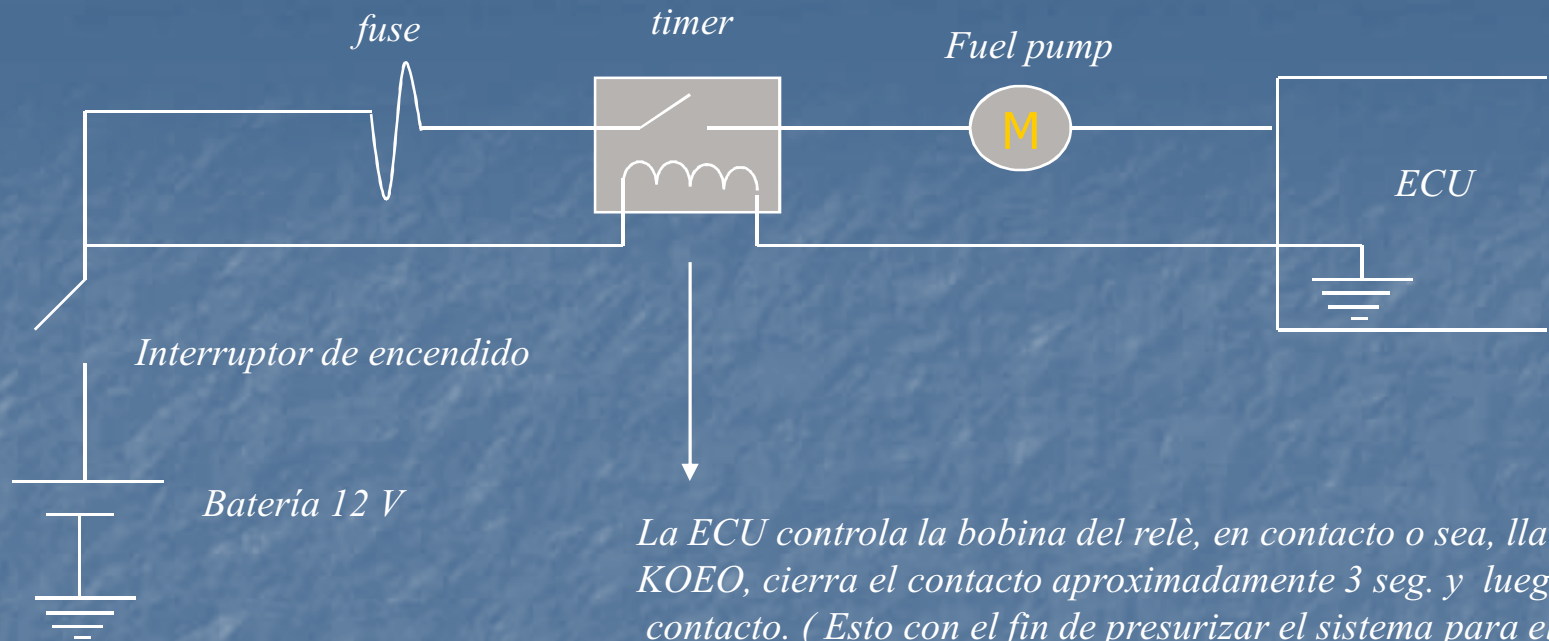 fuse
timer
Fuel pump
M
ECU
Interruptor de encendido
Batería 12 V
La ECU controla la bobina del relè, en contacto o sea, lla
KOEO, cierra el contacto aproximadamente 3 seg. y lueg
contacto. ( Esto con el fin de presurizar el sistema para e